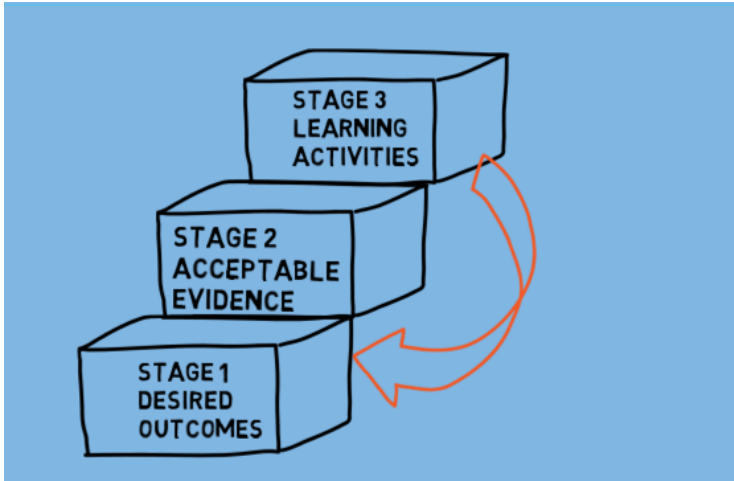 STAGE 3
LEARNING
ACTIVITIES
STAGE 2
ACCEPTABLE
EVIDENCE
STAGE 1
DESIRED
OUTCOMES